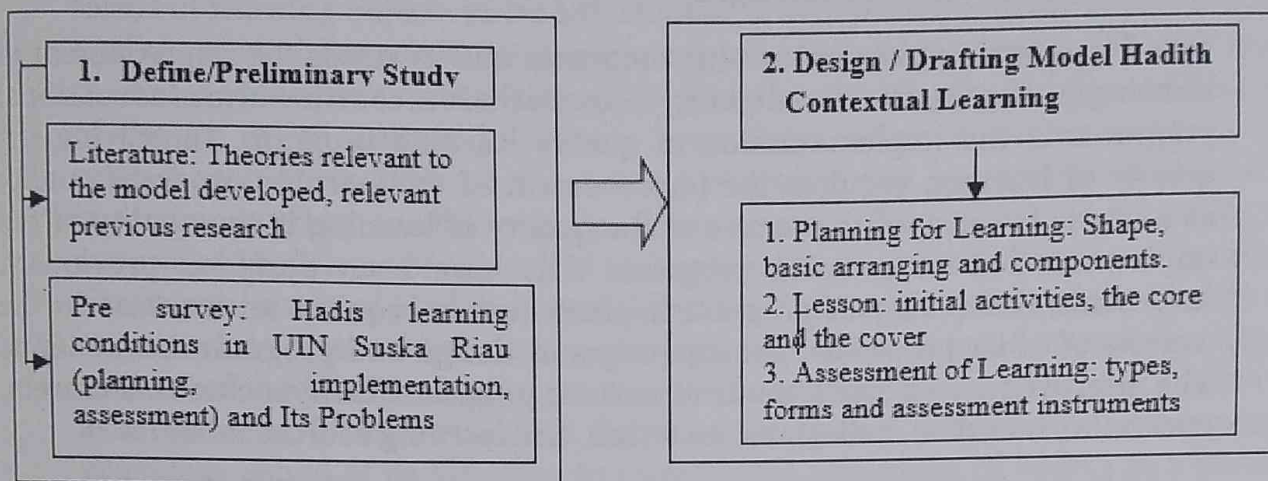 1. Define/Preliminary Study
Literature: Theories relevant to
the model developed, relevant
previous research
Pre survey: Hadis learning
conditions in UIN Suska Riau
(planning, implementation,
assessment) and Its Problems
2. Design / Drafting Model Hadith
Contextual Learning
1. Planning for Learning: Shape,
basic arranging and components.
2. Lesson: initial activities, the core
and the cover
3. Assessment of Learning: types,
forms and assessment instruments